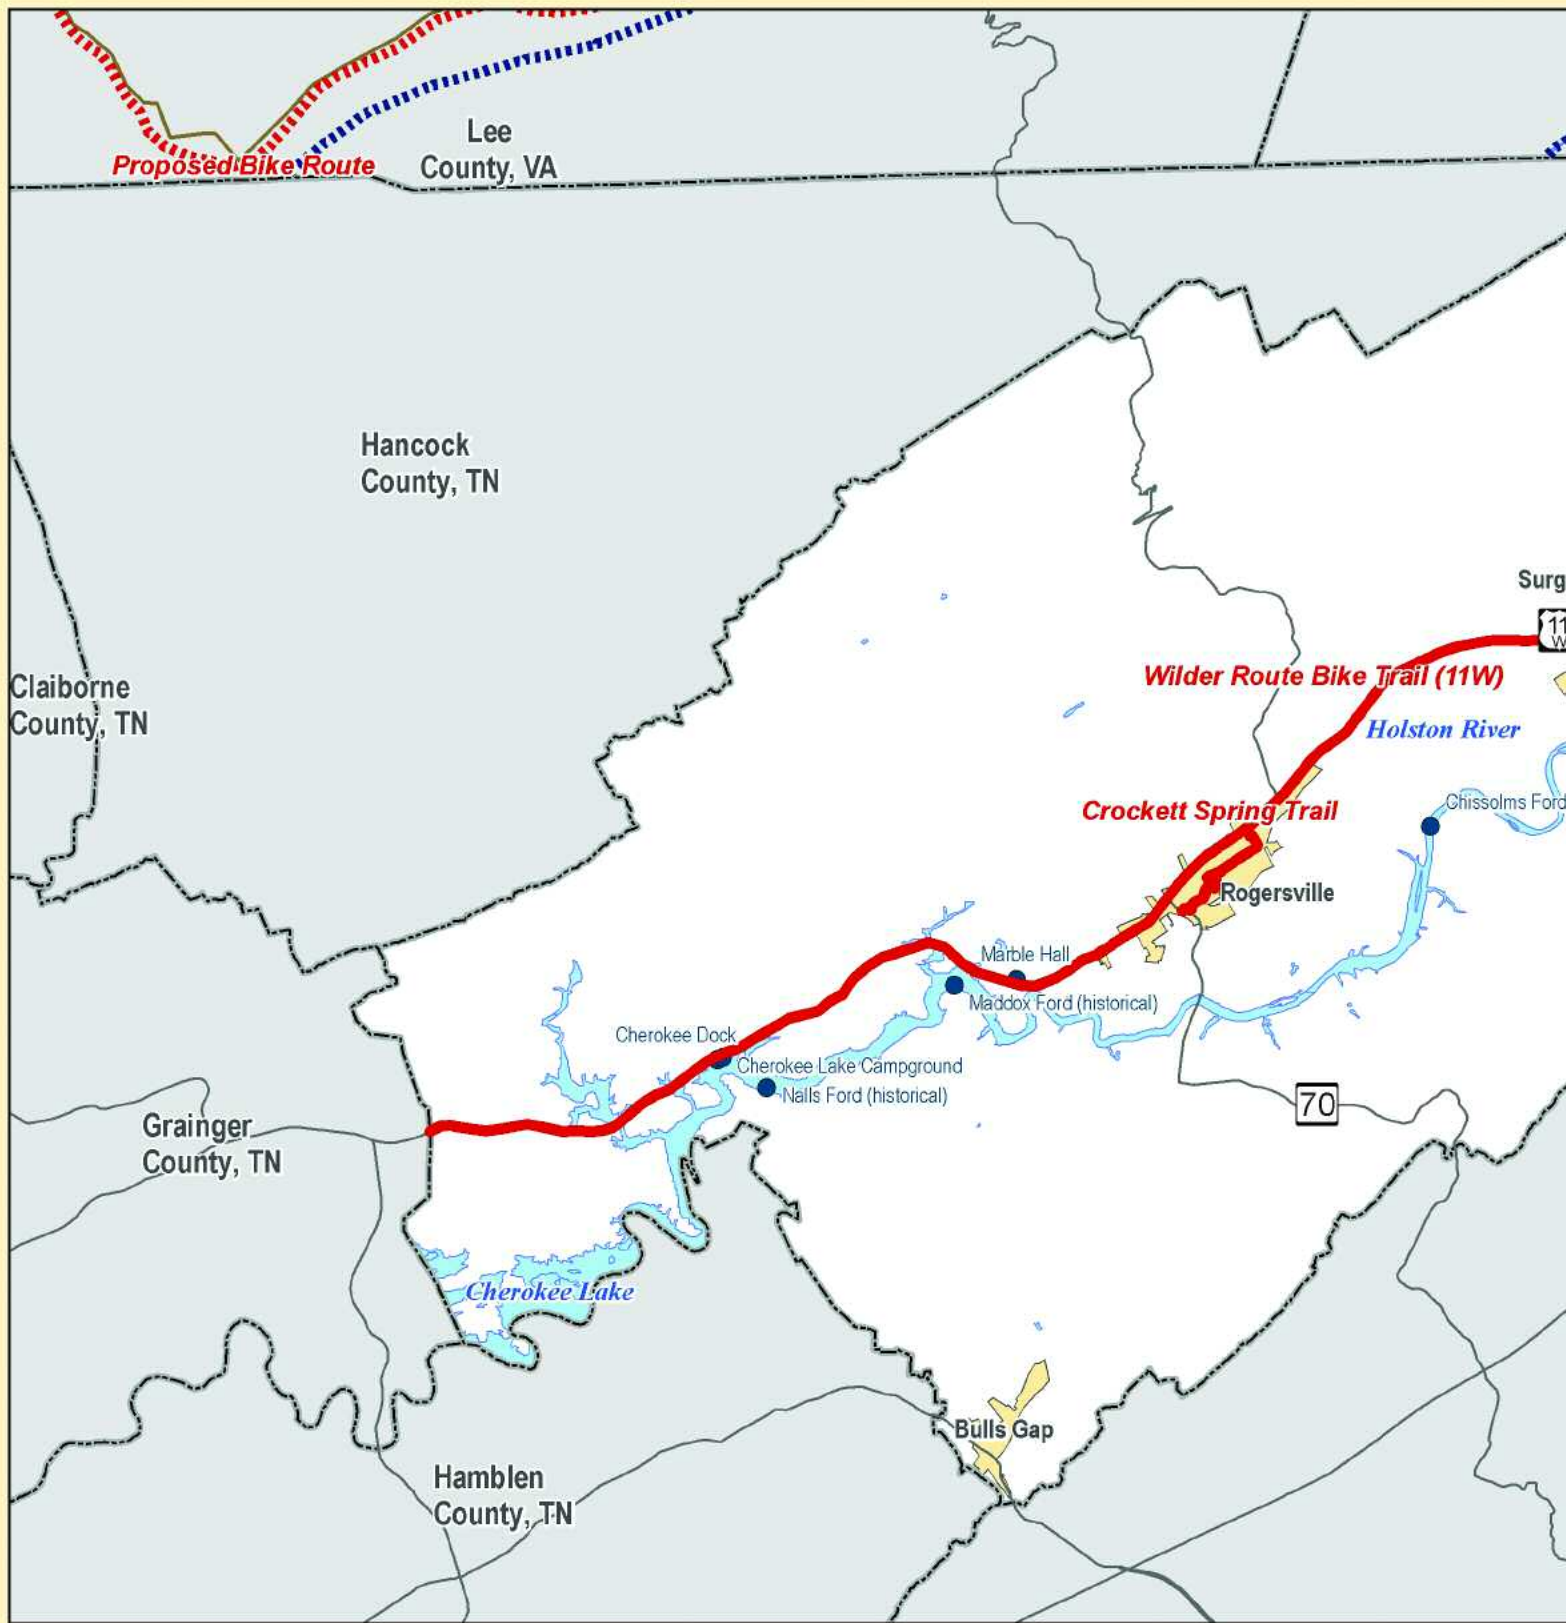 Lee
County, VA
Proposed Bike Route
Hancock
County, TN
Surg
11
W
Wilder Route Bike Trail (11W)
Claiborne
County, TN
Holston River
Chissolms Ford
Crockett Spring Trail
Rogersville
Marble Hall
Maddox Ford (historical)
Cherokee Dock
Cherokee Lake Campground
Nalls Ford (historical)
70
Grainger
County, TN
Cherokee Lake
Bulls Gap
Hamblen
County, TN